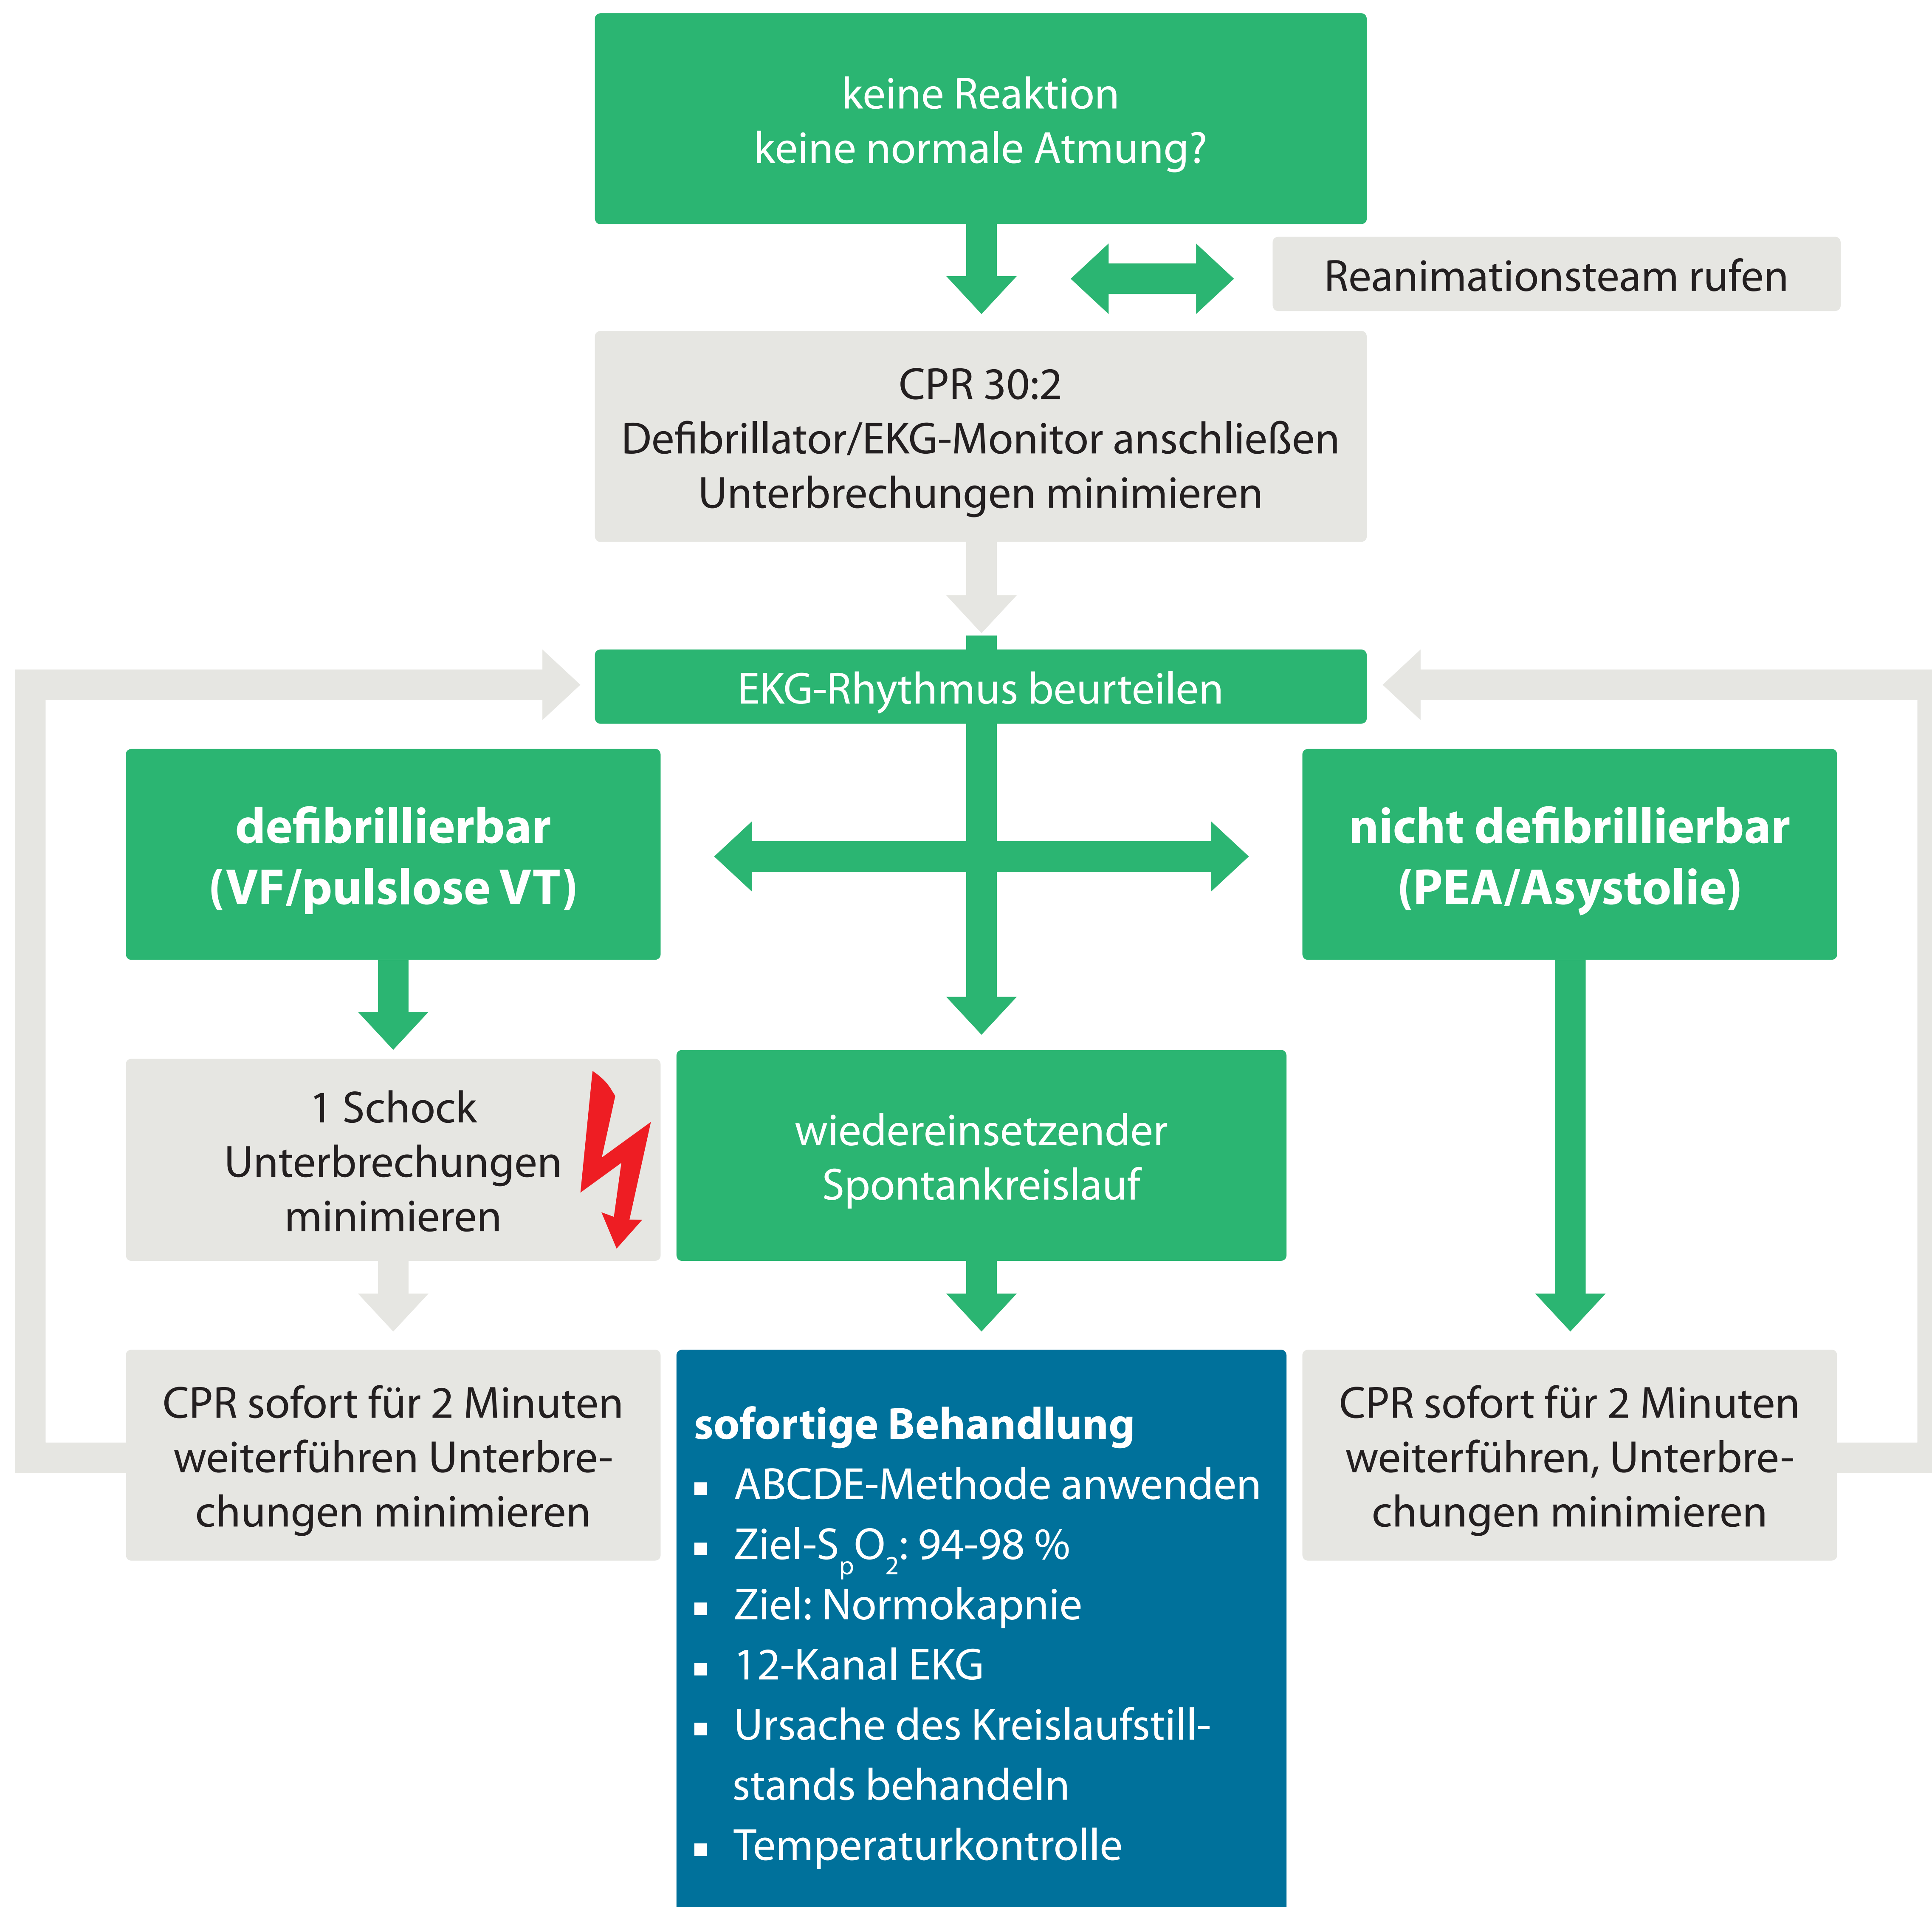 keine Reaktion
keine normale Atmung?
Reanimationsteam rufen
CPR 30:2
Defibrillator/EKG-Monitor anschließen
Unterbrechungen minimieren
EKG-Rhythmus beurteilen
defibrillierbar
(VF/pulslose VT)
nicht defibrillierbar
(PEA/Asystolie)
1 Schock
Unterbrechungen
minimieren
wiedereinsetzender
Spontankreislauf
CPR sofort für 2 Minuten
weiterführen Unterbre-
chungen minimieren
sofortige Behandlung
▪ ABCDE-Methode anwenden
▪ Ziel-SpO2: 94-98 %
▪ Ziel: Normokapnie
▪ 12-Kanal EKG
▪ Ursache des Kreislaufstill-
stands behandeln
▪ Temperaturkontrolle
CPR sofort für 2 Minuten
weiterführen, Unterbre-
chungen minimieren